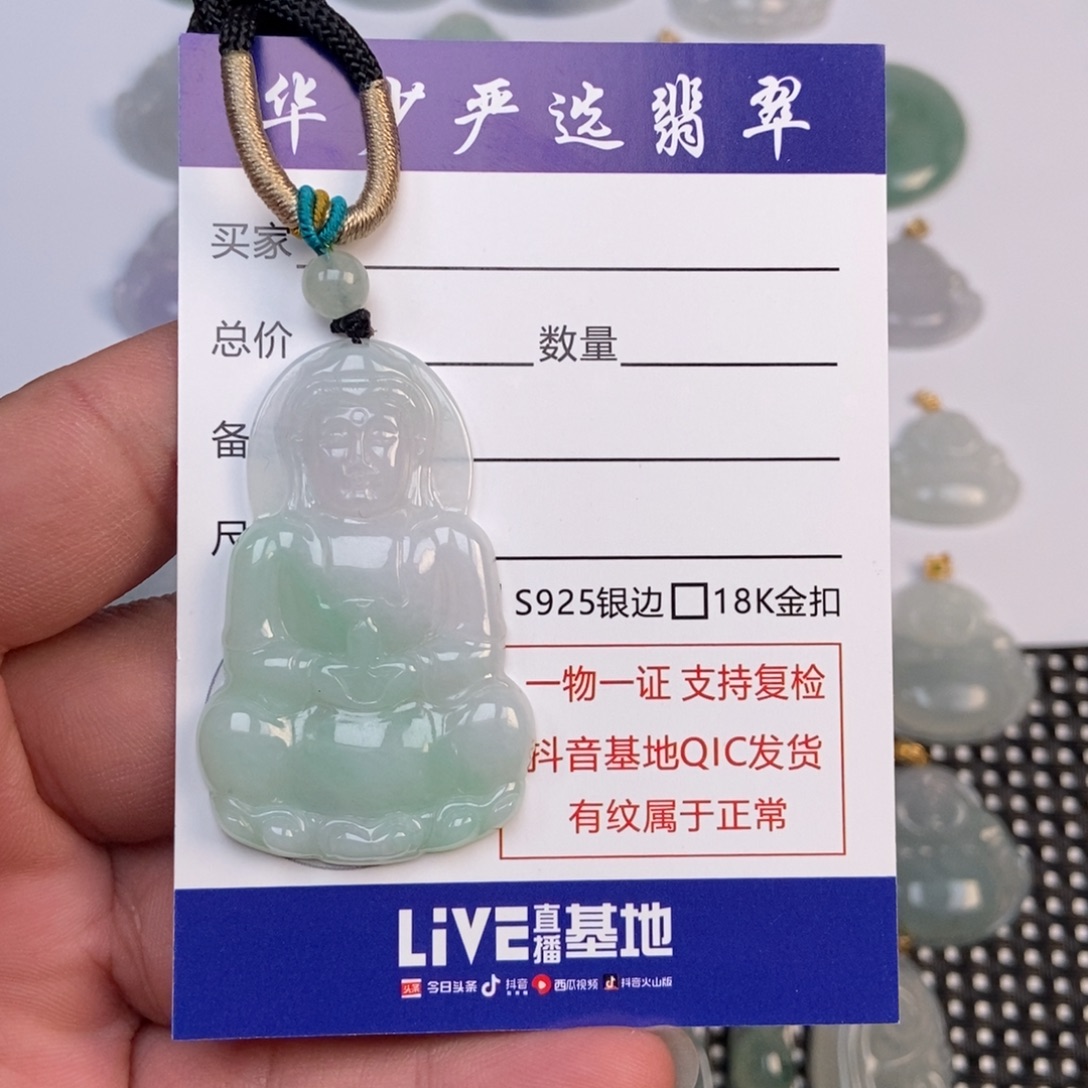 华少严选翡翠
买家
总价 数量
备
尺
S925银边 18K金扣
一物一证 支持复检
抖音基地QIC发货
有纹属于正常
LiVE直播基地
头条 今日头条 抖音 西瓜视频 抖音火山版